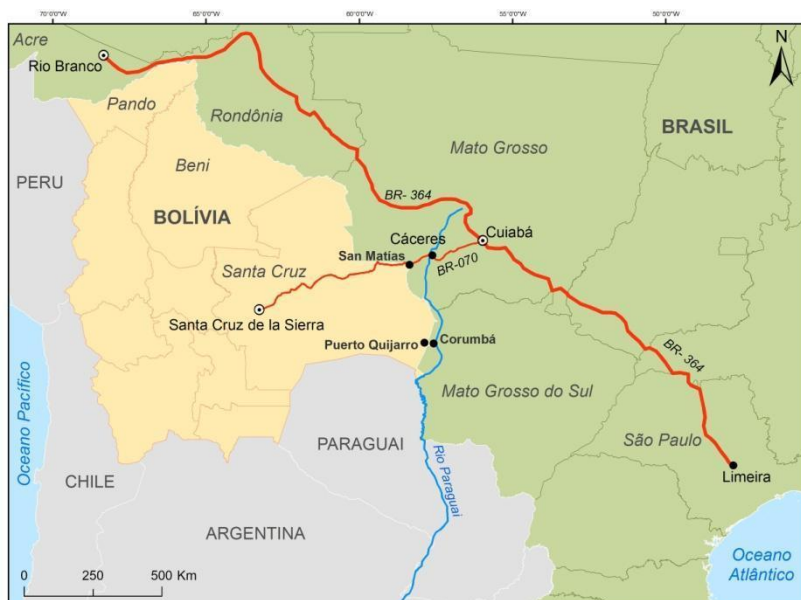 70°0'0"W
65°0'0"W
60°0'0"W
55°0'0"W
50°0'0"W
Acre
Rio Branco
N
Pando
Rondônia
Mato Grosso
BRASIL
Beni
PERU
BR- 364
BOLÍVIA
Cuiabá
Cáceres
San Matías
BR-070
Santa Cruz
Santa Cruz de la Sierra
Puerto Quijarro
Corumbá
BR- 364
Mato Grosso do Sul
Oceano Pacífico
PARAGUAI
São Paulo
Rio Paraguai
Limeira
CHILE
ARGENTINA
Oceano
Atlântico
0 250 500 Km